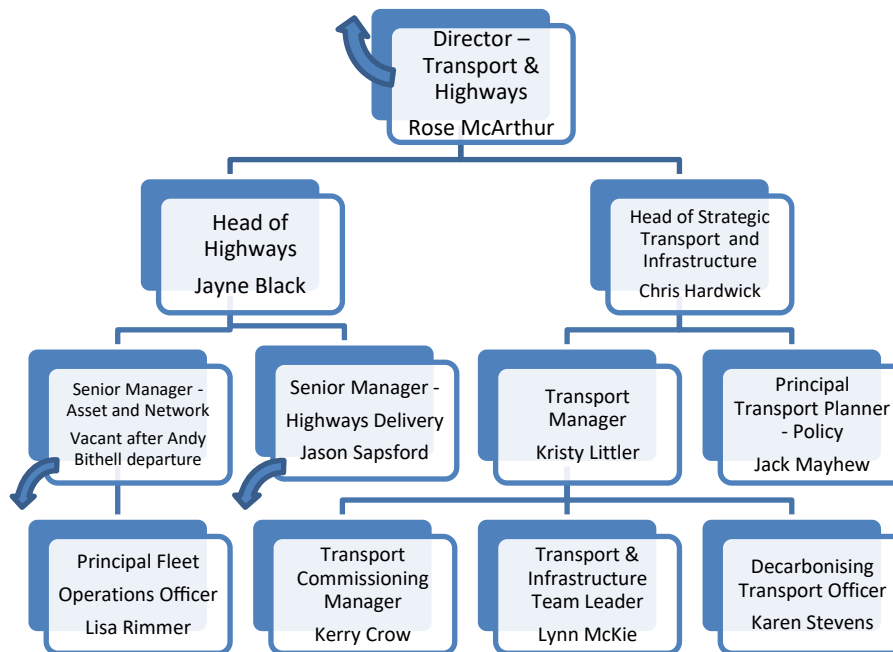 Director –
Transport &
Highways
Rose McArthur
Head of
Highways
Jayne Black
Head of Strategic
Transport and
Infrastructure
Chris Hardwick
Senior Manager -
Asset and Network
Vacant after Andy
Bithell departure
Senior Manager -
Highways Delivery
Jason Sapsford
Transport
Manager
Kristy Littler
Principal
Transport Planner
- Policy
Jack Mayhew
Principal Fleet
Operations Officer
Lisa Rimmer
Transport
Commissioning
Manager
Kerry Crow
Transport &
Infrastructure
Team Leader
Lynn McKie
Decarbonising
Transport Officer
Karen Stevens